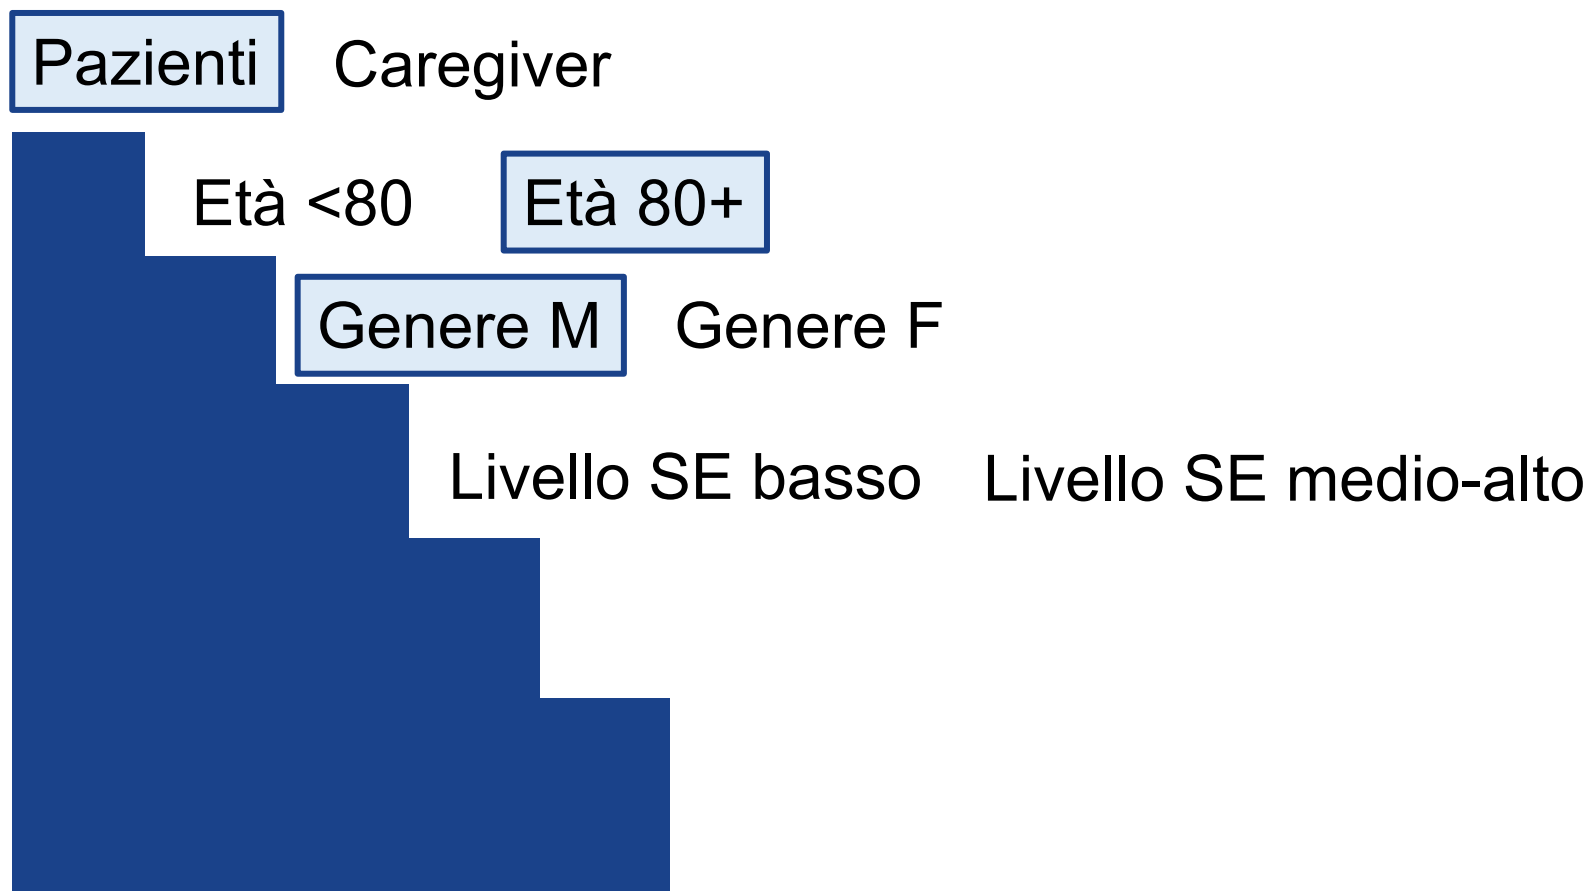 Pazienti Caregiver
Età <80 Età 80+
Genere M Genere F
Livello SE basso Livello SE medio-alto